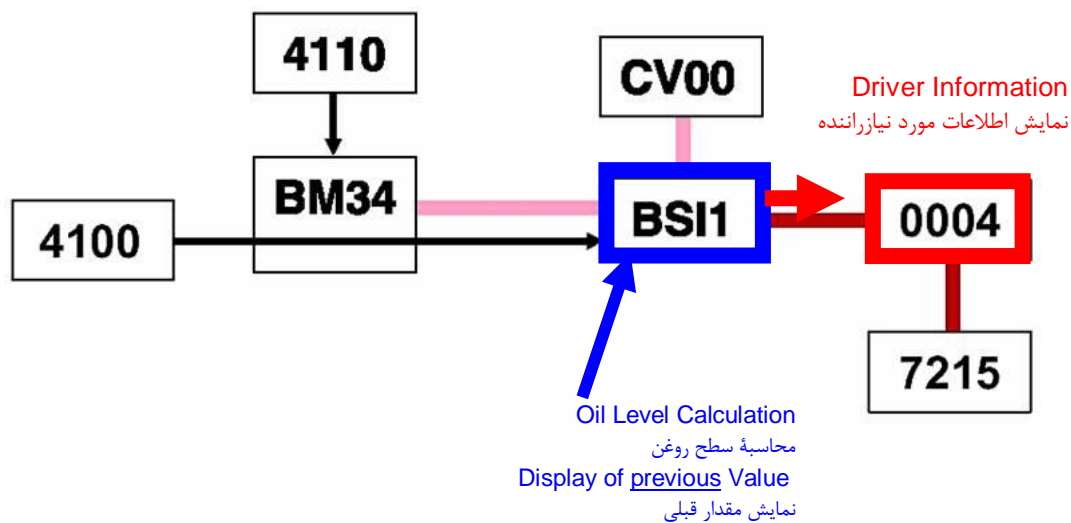 4110
CV00
Driver Information
نمایش اطلاعات مورد نیازراننده
BM34
BSI1
0004
4100
7215
Oil Level Calculation
محاسبۀ سطح روغن
Display of previous Value
نمایش مقدار قبلی